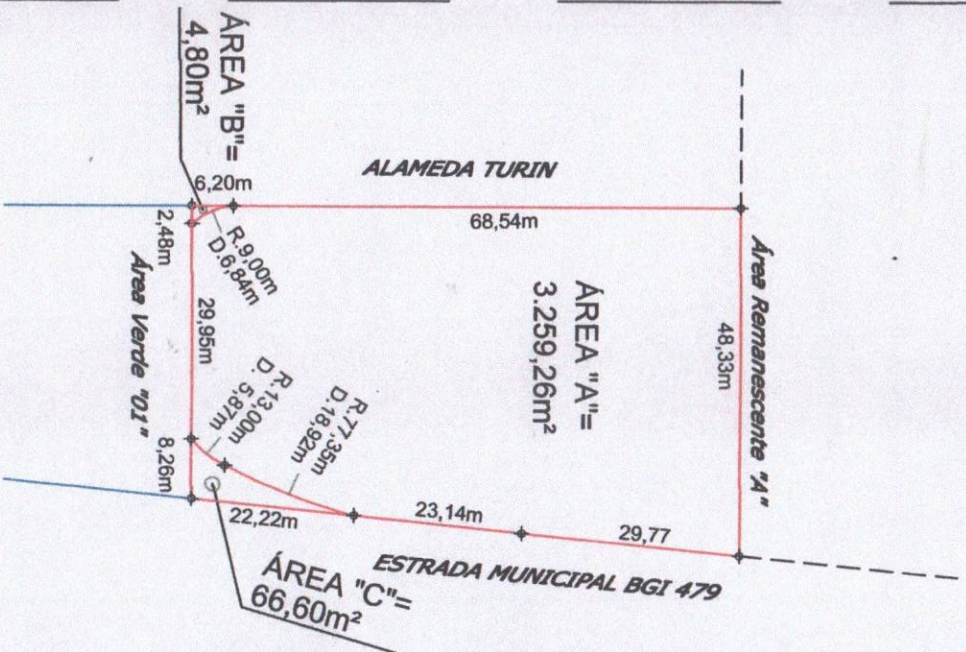 ÁREA "B"=
4,80m²
6,20m
ALAMEDA TURIN
68,54m
2,48m
R.9,00m
D.6,84m
Área Verde "01"
29,95m
ÁREA "A"=
3.259,26m²
Área Remanescente "A"
48,33m
R.77,35m
D.18,92m
R.13,00m
D. 5,87m
8,26m
22,22m
23,14m
29,77
ESTRADA MUNICIPAL BGI 479
ÁREA "C"=
66,60m²